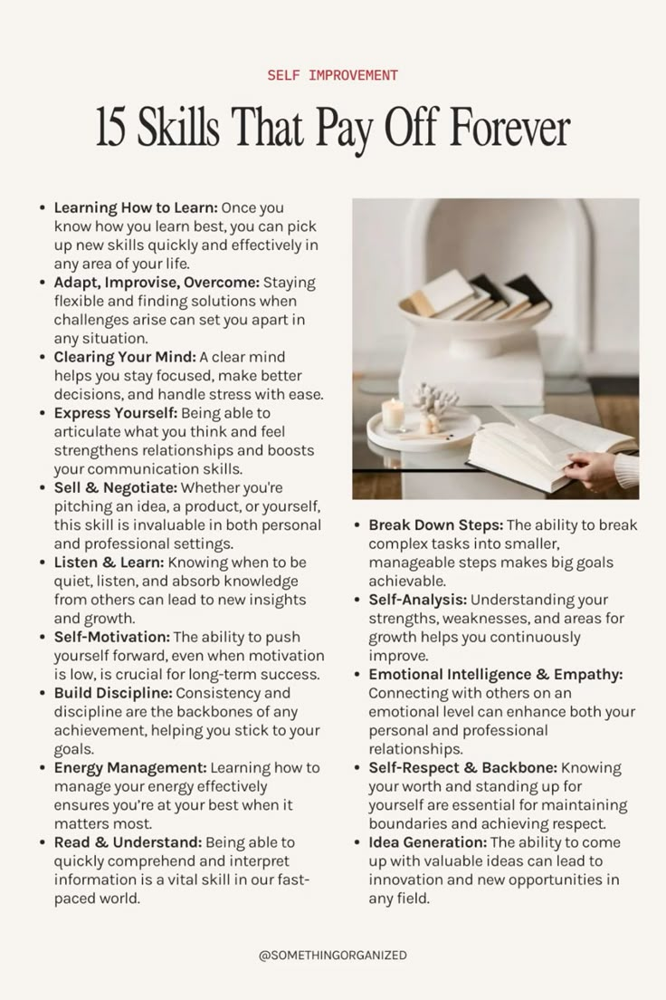 SELF IMPROVEMENT
15 Skills That Pay Off Forever
• Learning How to Learn: Once you
know how you learn best, you can pick
up new skills quickly and effectively in
any area of your life.
• Adapt, Improvise, Overcome: Staying
flexible and finding solutions when
challenges arise can set you apart in
any situation.
• Clearing Your Mind: A clear mind
helps you stay focused, make better
decisions, and handle stress with ease.
• Express Yourself: Being able to
articulate what you think and feel
strengthens relationships and boosts
your communication skills.
• Sell & Negotiate: Whether you're
pitching an idea, a product, or yourself,
this skill is invaluable in both personal
and professional settings.
• Listen & Learn: Knowing when to be
quiet, listen, and absorb knowledge
from others can lead to new insights
and growth.
• Self-Motivation: The ability to push
yourself forward, even when motivation
is low, is crucial for long-term success.
• Build Discipline: Consistency and
discipline are the backbones of any
achievement, helping you stick to your
goals.
• Energy Management: Learning how to
manage your energy effectively
ensures you’re at your best when it
matters most.
• Read & Understand: Being able to
quickly comprehend and interpret
information is a vital skill in our fast-
paced world.
• Break Down Steps: The ability to break
complex tasks into smaller,
manageable steps makes big goals
achievable.
• Self-Analysis: Understanding your
strengths, weaknesses, and areas for
growth helps you continuously
improve.
• Emotional Intelligence & Empathy:
Connecting with others on an
emotional level can enhance both your
personal and professional
relationships.
• Self-Respect & Backbone: Knowing
your worth and standing up for
yourself are essential for maintaining
boundaries and achieving respect.
• Idea Generation: The ability to come
up with valuable ideas can lead to
innovation and new opportunities in
any field.
@SOMETHINGORGANIZED